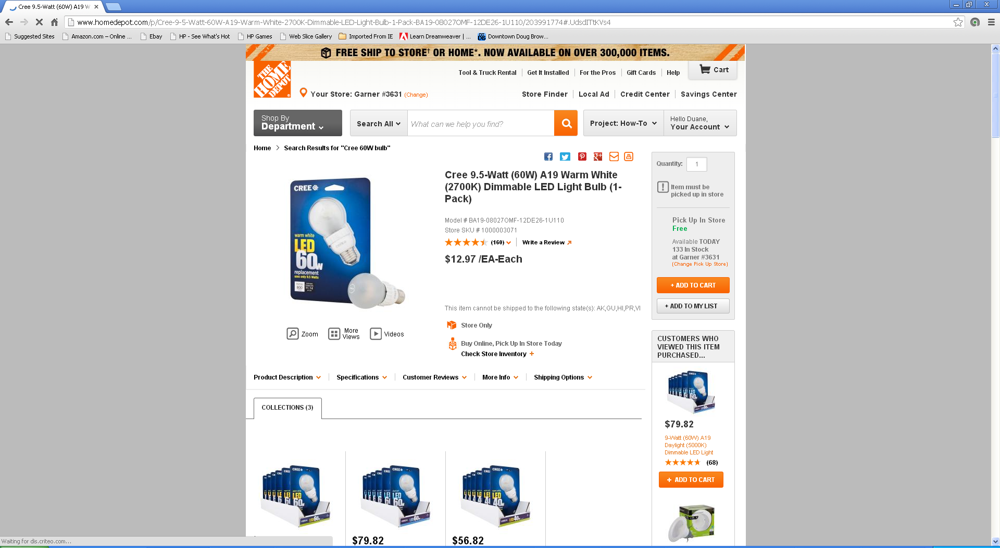 Cree 9.5-Watt (60W) A19 W
www.homedepot.com/p/Cree-9-5-Watt-60W-A19-Warm-White-2700K-Dimmable-LED-Light-Bulb-1-Pack-BA19-08027OMF-12DE26-1U110/203991774#.UdsdITtKVs4
Suggested Sites
Amazon.com – Online ...
Ebay
HP - See What's Hot
HP Games
Web Slice Gallery
Imported From IE
Learn Dreamweaver | ...
Downtown Doug Brow...
FREE SHIP TO STORE† OR HOME*. NOW AVAILABLE ON OVER 300,000 ITEMS.
THE HOME DEPOT
Tool & Truck Rental
Get It Installed
For the Pros
Gift Cards
Help
Cart
Your Store: Garner #3631 (Change)
Store Finder
Local Ad
Credit Center
Savings Center
Shop By
Department
Search All
What can we help you find?
Project: How-To
Hello Duane,
Your Account
Home
Search Results for "Cree 60W bulb"
Cree 9.5-Watt (60W) A19 Warm White
(2700K) Dimmable LED Light Bulb (1-
Pack)
Model # BA19-08027OMF-12DE26-1U110
Store SKU # 1000003071
(160)
Write a Review
$12.97 /EA-Each
CREE
warm white
LED
60w
replacement
uses only 9.5 Watts
800
Zoom
More
Views
Videos
This item cannot be shipped to the following state(s): AK,GU,HI,PR,VI
Store Only
Buy Online, Pick Up In Store Today
Check Store Inventory +
Quantity: 1
Item must be
picked up in store
Pick Up In Store
Free
Available TODAY
133 In Stock
at Garner #3631
(Change Pick Up Store)
+ ADD TO CART
+ ADD TO MY LIST
CUSTOMERS WHO
VIEWED THIS ITEM
PURCHASED...
$79.82
9-Watt (60W) A19
Daylight (5000K)
Dimmable LED Light
(68)
+ ADD TO CART
Product Description
Specifications
Customer Reviews
More Info
Shipping Options
COLLECTIONS (3)
CREE
LED
60w
LED60w
CREE
LED
60w
LED60w
CREE
LED
40w
LED40w
$79.82
$56.82
Waiting for dis.criteo.com...